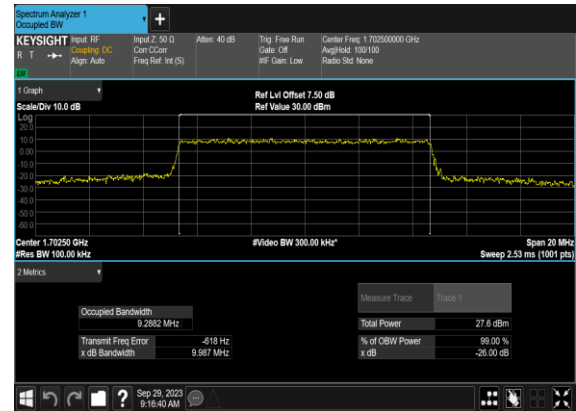 Spectrum Analyzer 1
Occupied BW
+
KEYSIGHT Input: RF Input Z: 50 Ω Atten: 40 dB Trig: Free Run Center Freq: 1.702500000 GHz
R T Coupling: DC Corr CCorr Gate: Off Avg|Hold: 100/100
Align: Auto Freq Ref: Int (S) #IF Gain: Low Radio Std: None
1 Graph Ref Lvl Offset 7.50 dB
Scale/Div 10.0 dB Ref Value 30.00 dBm
Log
20.0
10.0
0.00
-10.0
-20.0
-30.0
-40.0
-50.0
-60.0
Center 1.70250 GHz #Video BW 300.00 kHz* Span 20 MHz
#Res BW 100.00 kHz Sweep 2.53 ms (1001 pts)
2 Metrics
Measure Trace Trace 1
Occupied Bandwidth
9.2882 MHz Total Power 27.6 dBm
Transmit Freq Error -618 Hz % of OBW Power 99.00 %
x dB Bandwidth 9.987 MHz x dB -26.00 dB
? Sep 29, 2023
9:16:40 AM